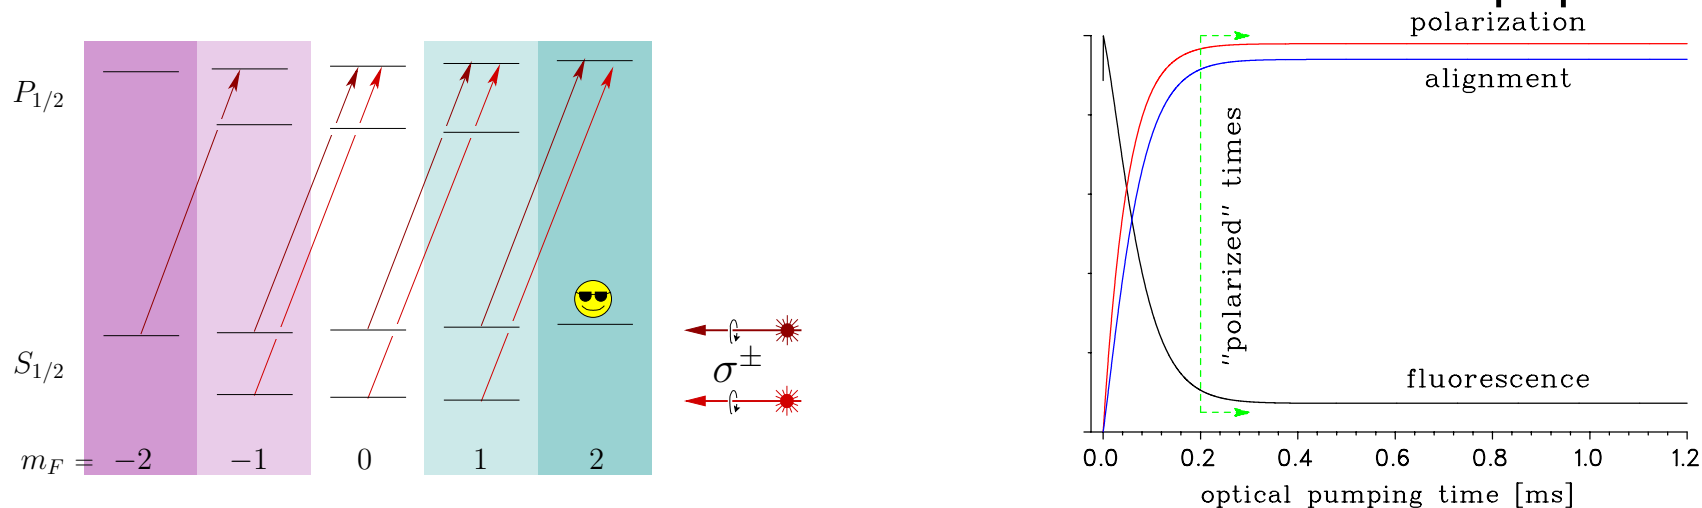 P1/2
S1/2
m_F = −2 −1 0 1 2
σ±
polarization
alignment
"polarized" times
fluorescence
0.0 0.2 0.4 0.6 0.8 1.0 1.2
optical pumping time [ms]